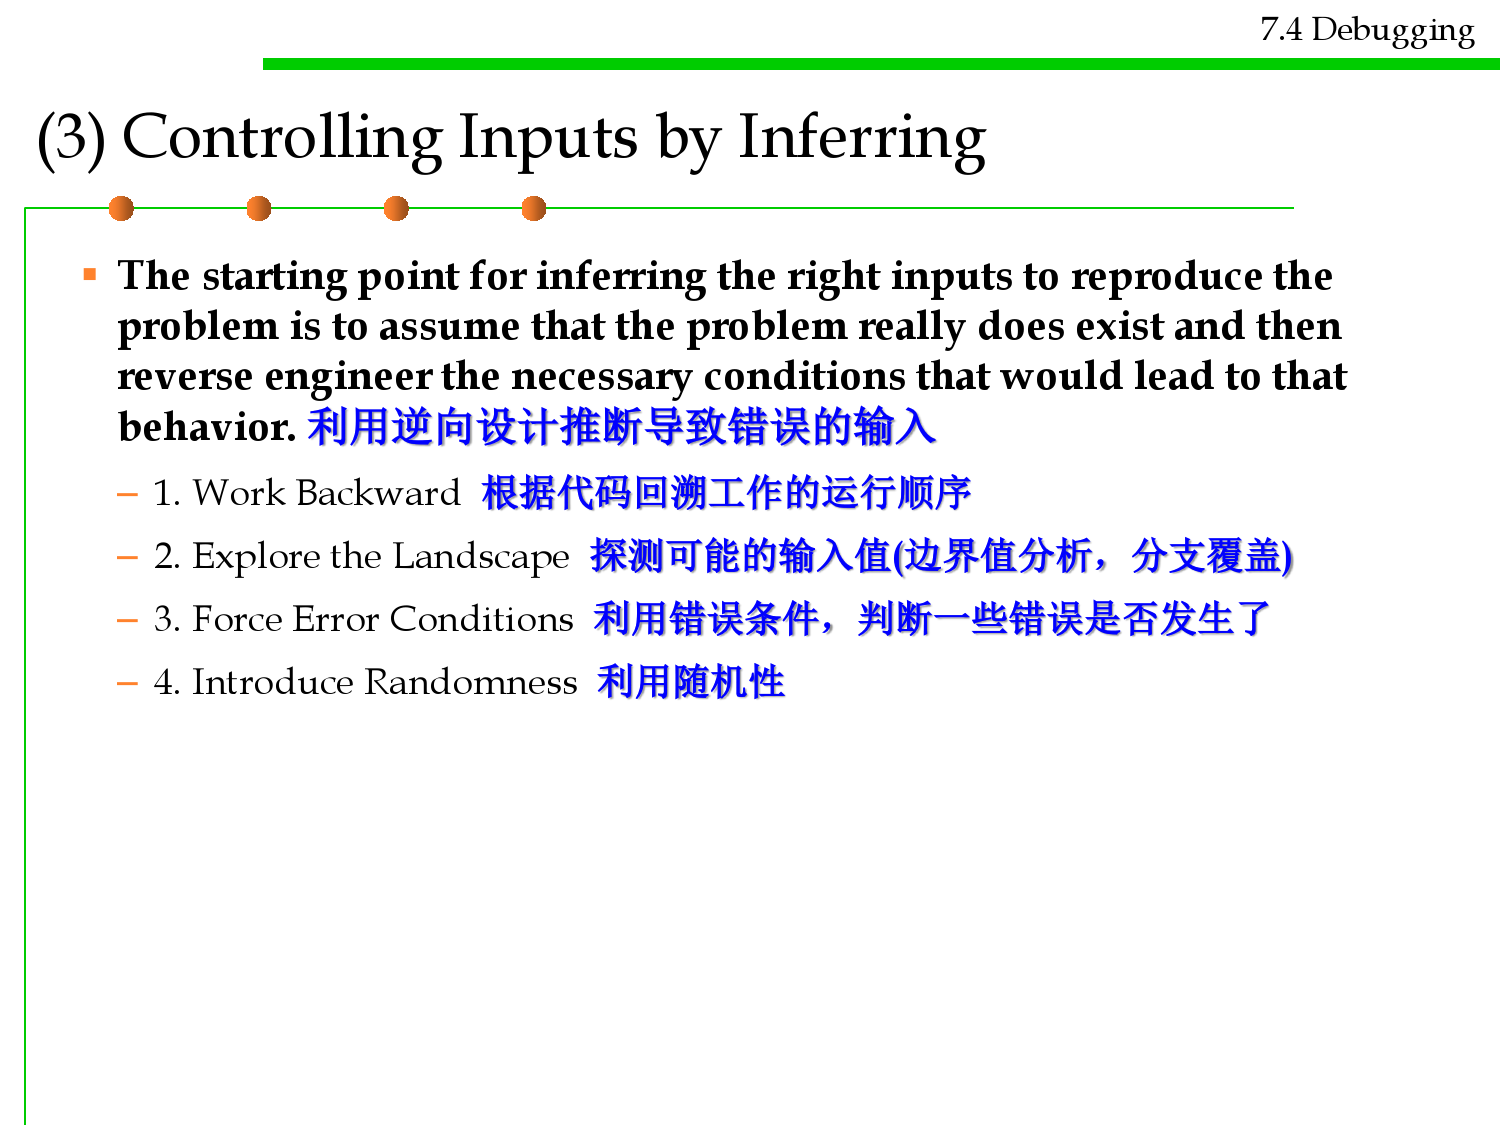 7.4 Debugging
(3) Controlling Inputs by Inferring
▪ The starting point for inferring the right inputs to reproduce the
problem is to assume that the problem really does exist and then
reverse engineer the necessary conditions that would lead to that
behavior. 利用逆向设计推断导致错误的输入
– 1. Work Backward 根据代码回溯工作的运行顺序
– 2. Explore the Landscape 探测可能的输入值(边界值分析，分支覆盖)
– 3. Force Error Conditions 利用错误条件，判断一些错误是否发生了
– 4. Introduce Randomness 利用随机性